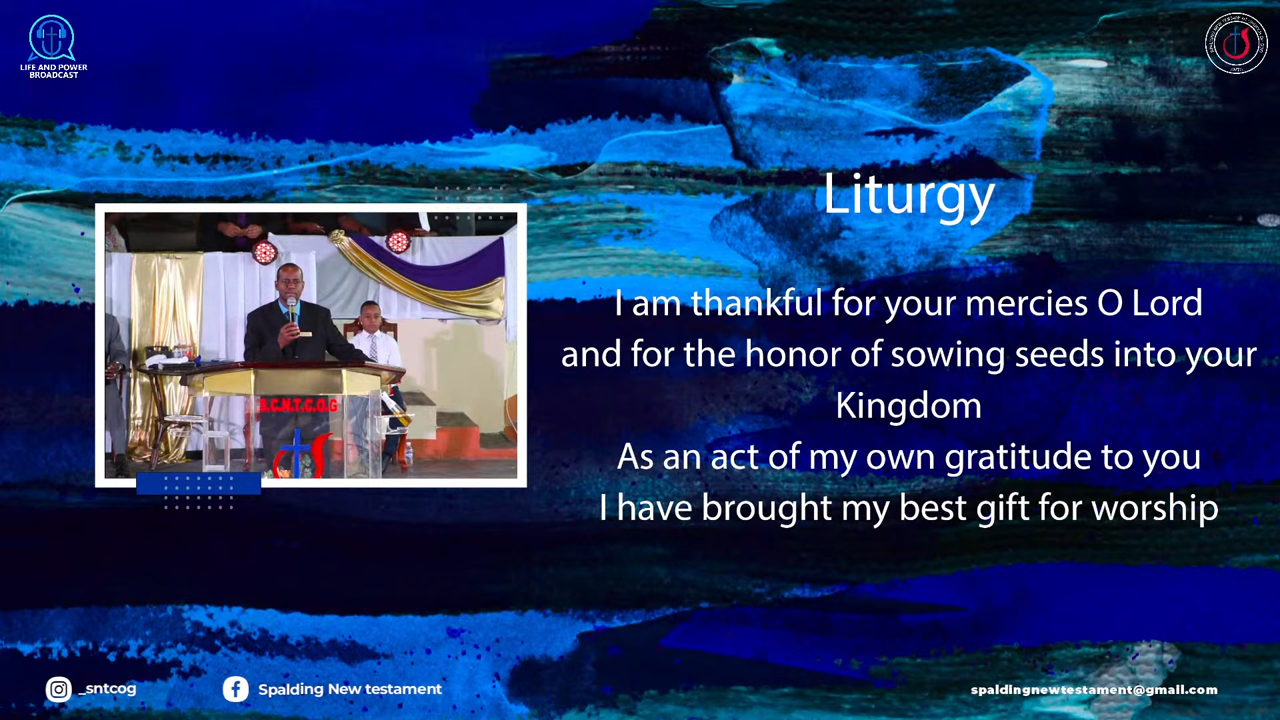 LIFE AND POWER
BROADCAST
Liturgy
I am thankful for your mercies O Lord
and for the honor of sowing seeds into your
Kingdom
As an act of my own gratitude to you
I have brought my best gift for worship
B.C.N.T.C.O.G
_sntcog
Spalding New testament
spaldingnewtestament@gmail.com